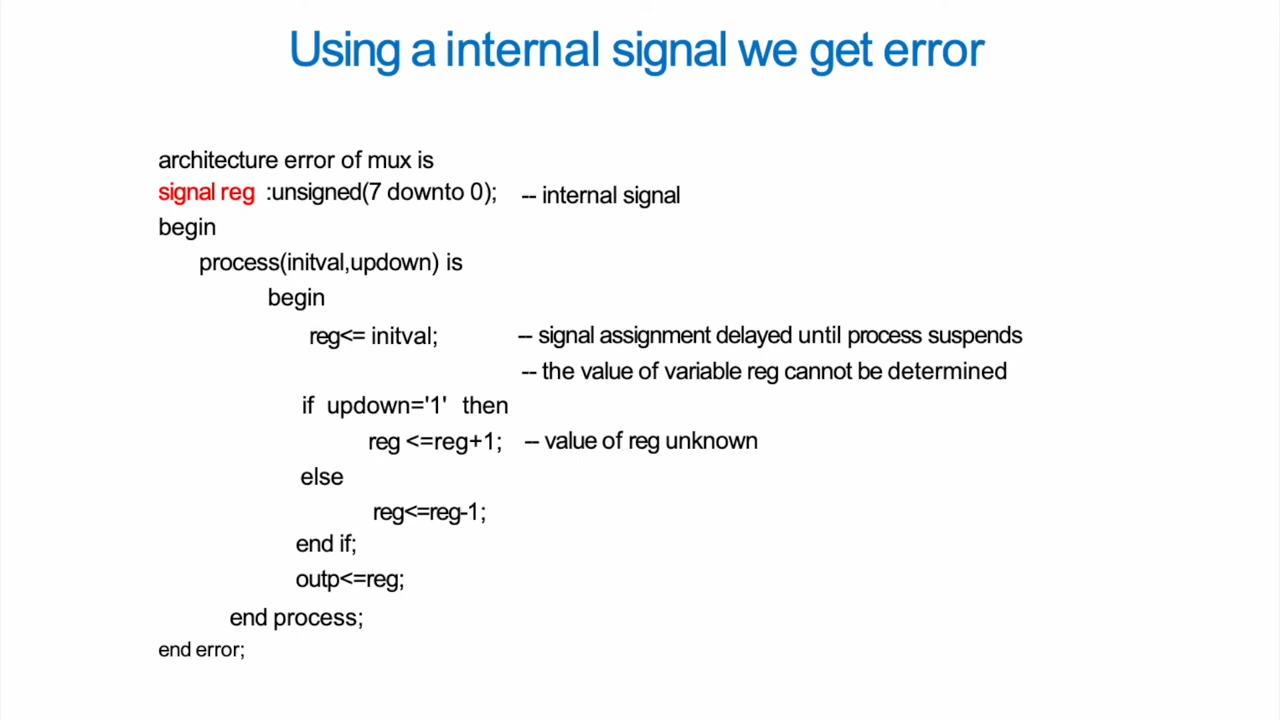 Using a internal signal we get error
architecture error of mux is
signal reg :unsigned(7 downto 0); -- internal signal
begin
process(initval,updown) is
begin
reg<= initval; -- signal assignment delayed until process suspends
-- the value of variable reg cannot be determined
if updown='1' then
reg <=reg+1; -- value of reg unknown
else
reg<=reg-1;
end if;
outp<=reg;
end process;
end error;